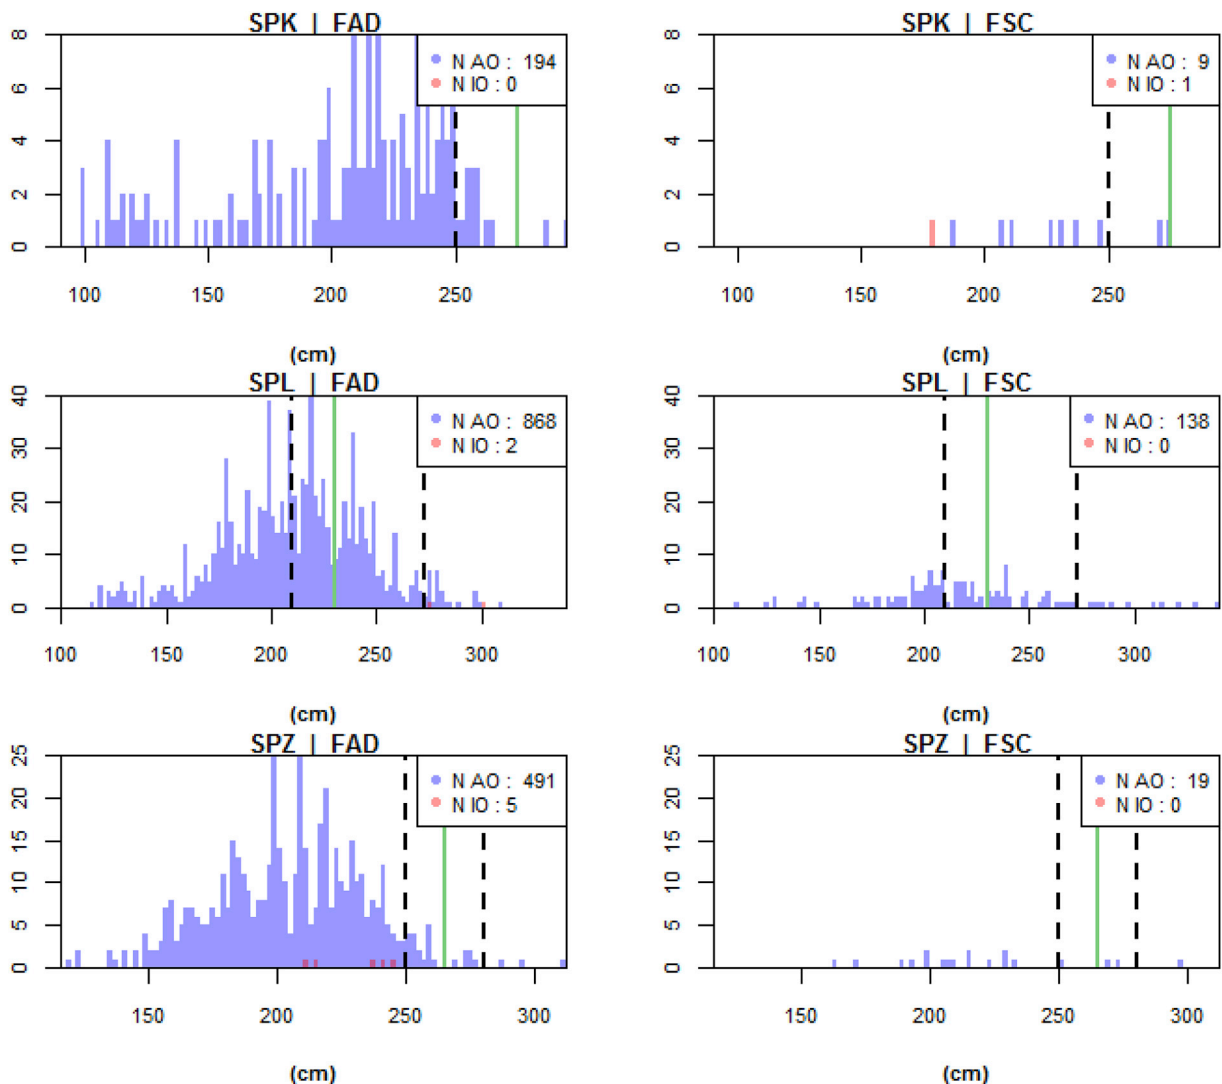 SPK | FAD
N AO : 194
N IO : 0
0 2 4 6 8
100 150 200 250
(cm)
SPK | FSC
N AO : 9
N IO : 1
0 2 4 6 8
100 150 200 250
(cm)
SPL | FAD
N AO : 868
N IO : 2
0 10 20 30 40
100 150 200 250 300
(cm)
SPL | FSC
N AO : 138
N IO : 0
0 10 20 30 40
100 150 200 250 300
(cm)
SPZ | FAD
N AO : 491
N IO : 5
0 5 10 15 20 25
150 200 250 300
(cm)
SPZ | FSC
N AO : 19
N IO : 0
0 5 10 15 20 25
150 200 250 300
(cm)